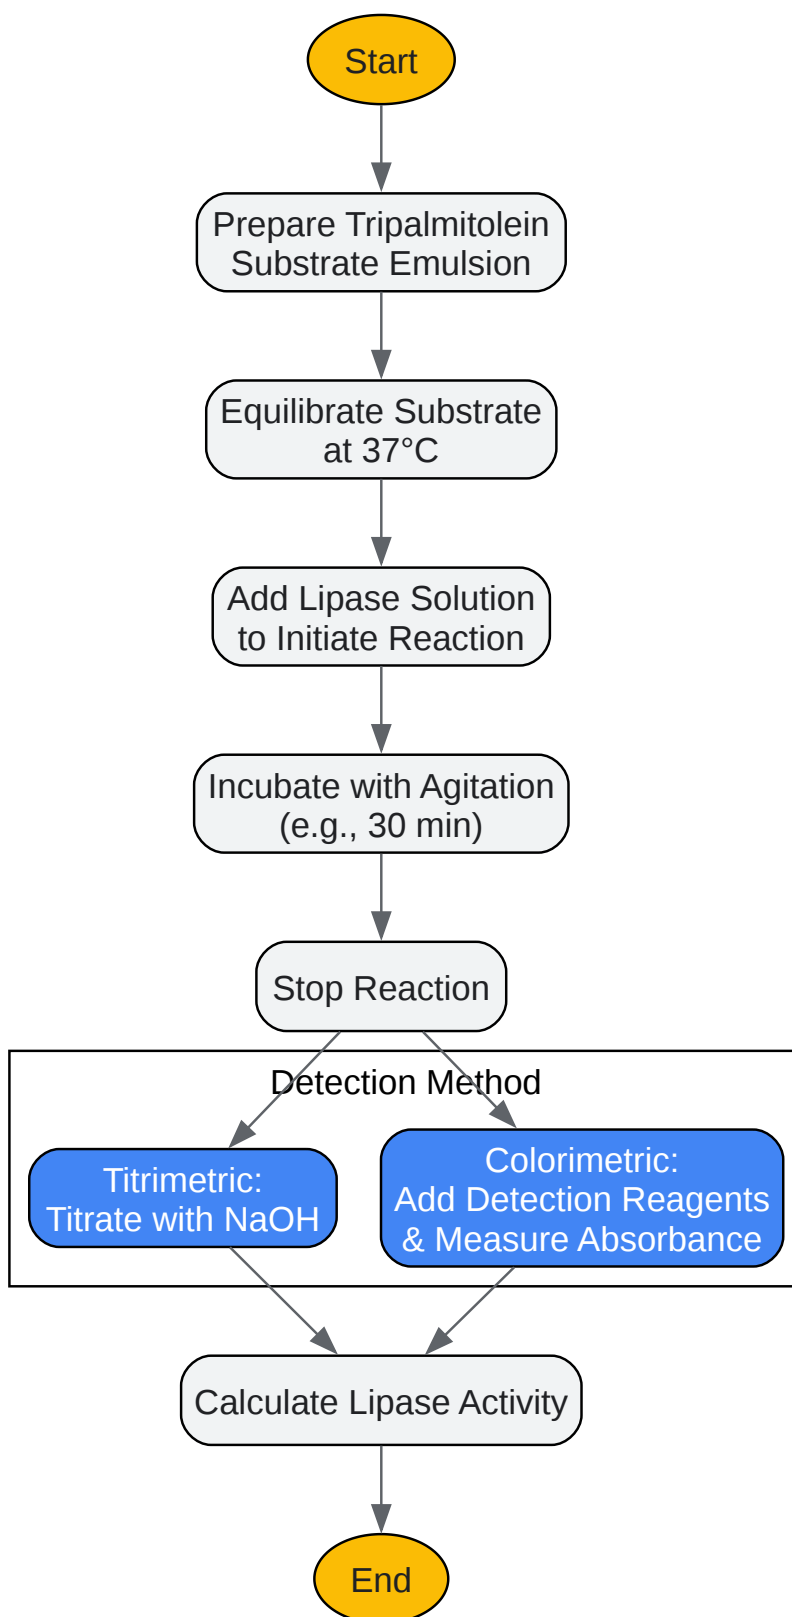 Start
Prepare Tripalmitolein
Substrate Emulsion
Equilibrate Substrate
at 37°C
Add Lipase Solution
to Initiate Reaction
Incubate with Agitation
(e.g., 30 min)
Stop Reaction
Detection Method
Titrimetric:
Titrate with NaOH
Colorimetric:
Add Detection Reagents
& Measure Absorbance
Calculate Lipase Activity
End